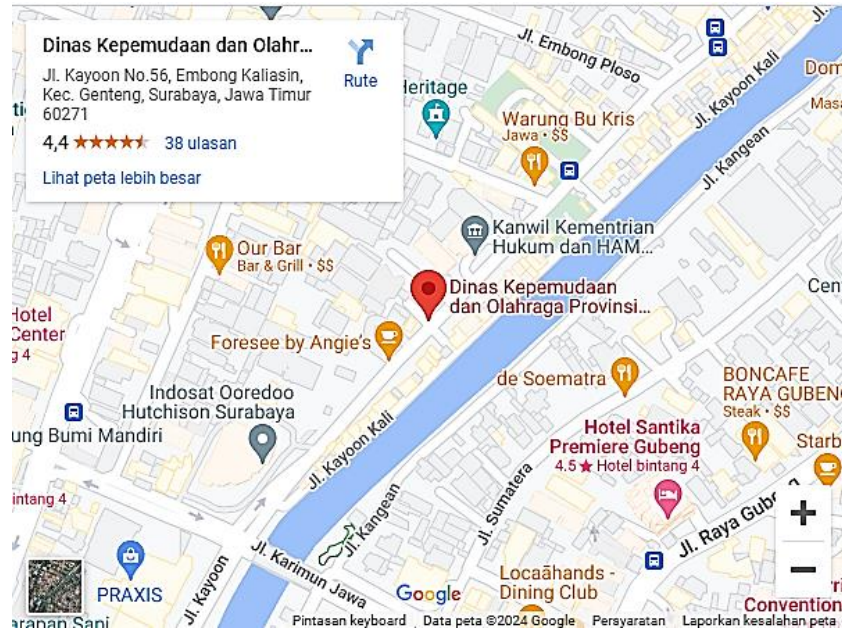 Dinas Kepemudaan dan Olahr...
Jl. Kayoon No.56, Embong Kaliasin,
Kec. Genteng, Surabaya, Jawa Timur
60271
4,4
38 ulasan
Lihat peta lebih besar
Rute
Jl. Embong Ploso
Heritage
Warung Bu Kris
Jawa • $$
Jl. Kayoon Kali
Jl. Kangean
Kanwil Kementrian
Hukum dan HAM...
Our Bar
Bar & Grill • $$
Dinas Kepemudaan
dan Olahraga Provinsi...
Foresee by Angie's
Hotel
Center
Indosat Ooredoo
Hutchison Surabaya
ung Bumi Mandiri
de Soematra
BONCAFE
RAYA GUBENG
Steak • $$
Hotel Santika
Premiere Gubeng
4.5★ Hotel bintang 4
Starb
Jl. Kayoon Kali
Jl. Sumatera
Jl. Raya Gubeng
intang 4
Jl. Kangean
Jl. Karimun Jawa
Jl. Kayoon
PRAXIS
Google
Locaāhands -
Dining Club
Convention
Pintasan keyboard
Data peta ©2024 Google
Persyaratan
Laporkan kesalahan peta